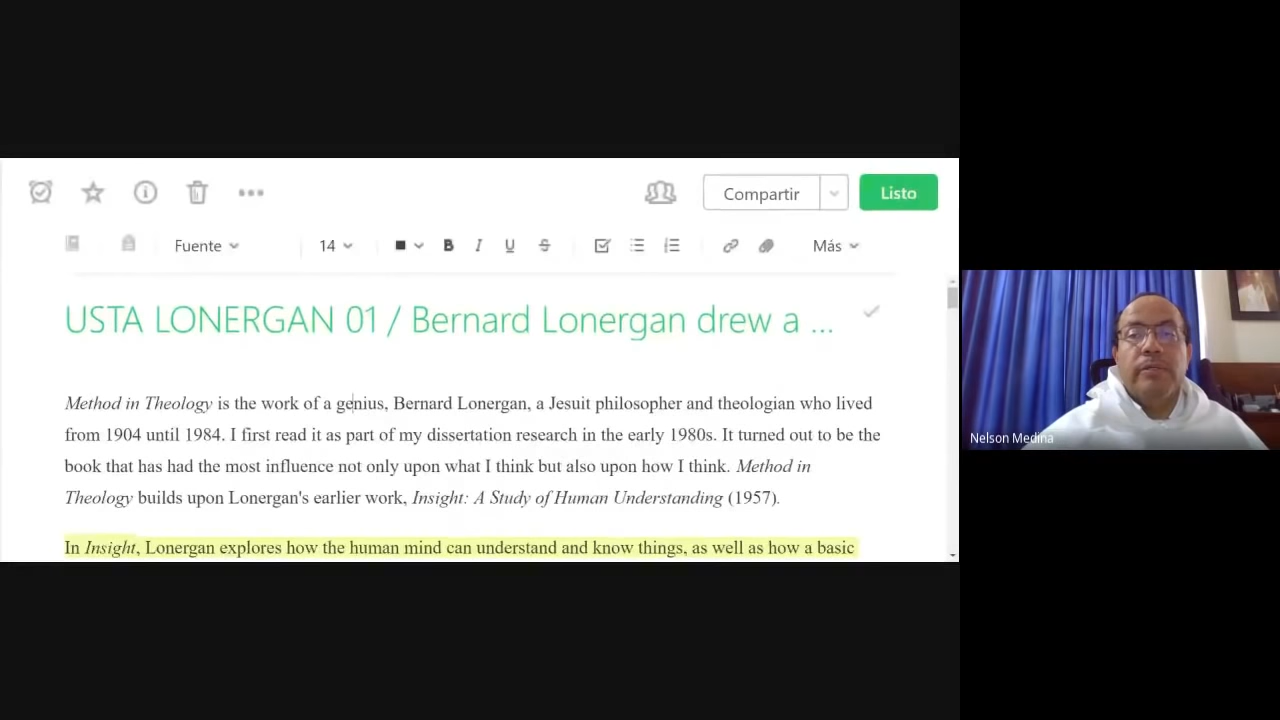 Compartir
Listo
Fuente
14
B I U S
Más
USTA LONERGAN 01 / Bernard Lonergan drew a ...
Method in Theology is the work of a genius, Bernard Lonergan, a Jesuit philosopher and theologian who lived
from 1904 until 1984. I first read it as part of my dissertation research in the early 1980s. It turned out to be the
book that has had the most influence not only upon what I think but also upon how I think. Method in
Theology builds upon Lonergan's earlier work, Insight: A Study of Human Understanding (1957).
In Insight, Lonergan explores how the human mind can understand and know things, as well as how a basic
Nelson Medina